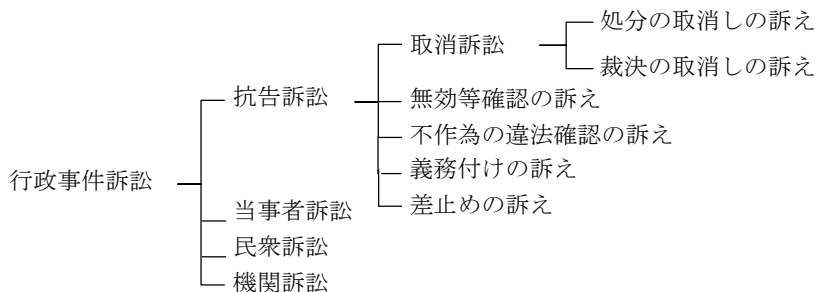 処分の取消しの訴え
取消訴訟
裁決の取消しの訴え
抗告訴訟
無効等確認の訴え
不作為の違法確認の訴え
行政事件訴訟
義務付けの訴え
差止めの訴え
当事者訴訟
民衆訴訟
機関訴訟